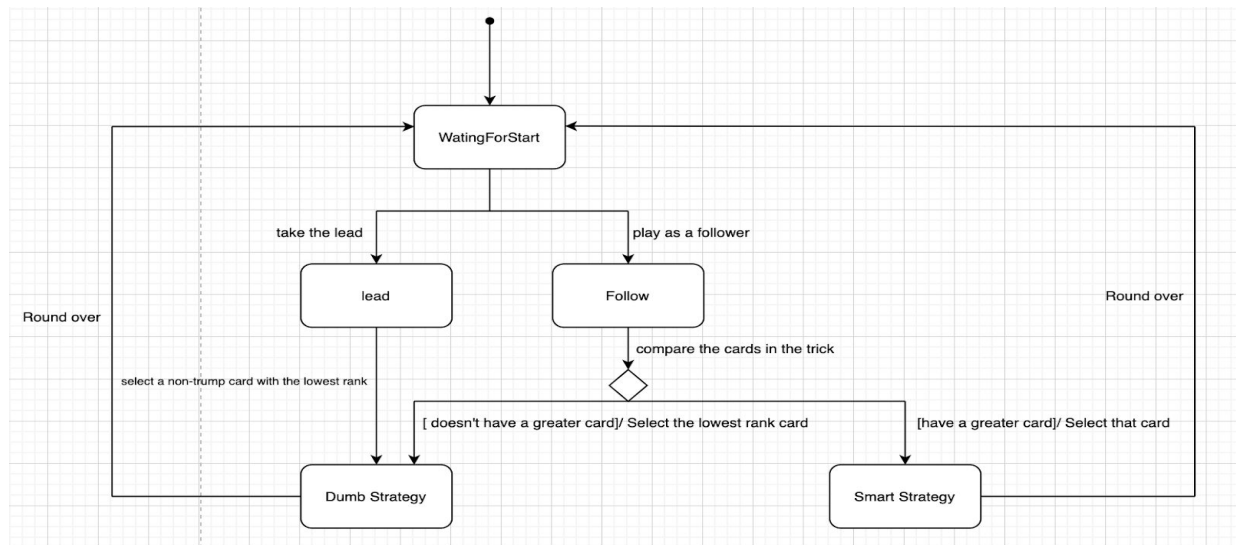 WatingForStart
take the lead
play as a follower
lead
Follow
Round over
Round over
compare the cards in the trick
select a non-trump card with the lowest rank
[ doesn't have a greater card]/ Select the lowest rank card
[have a greater card]/ Select that card
Dumb Strategy
Smart Strategy